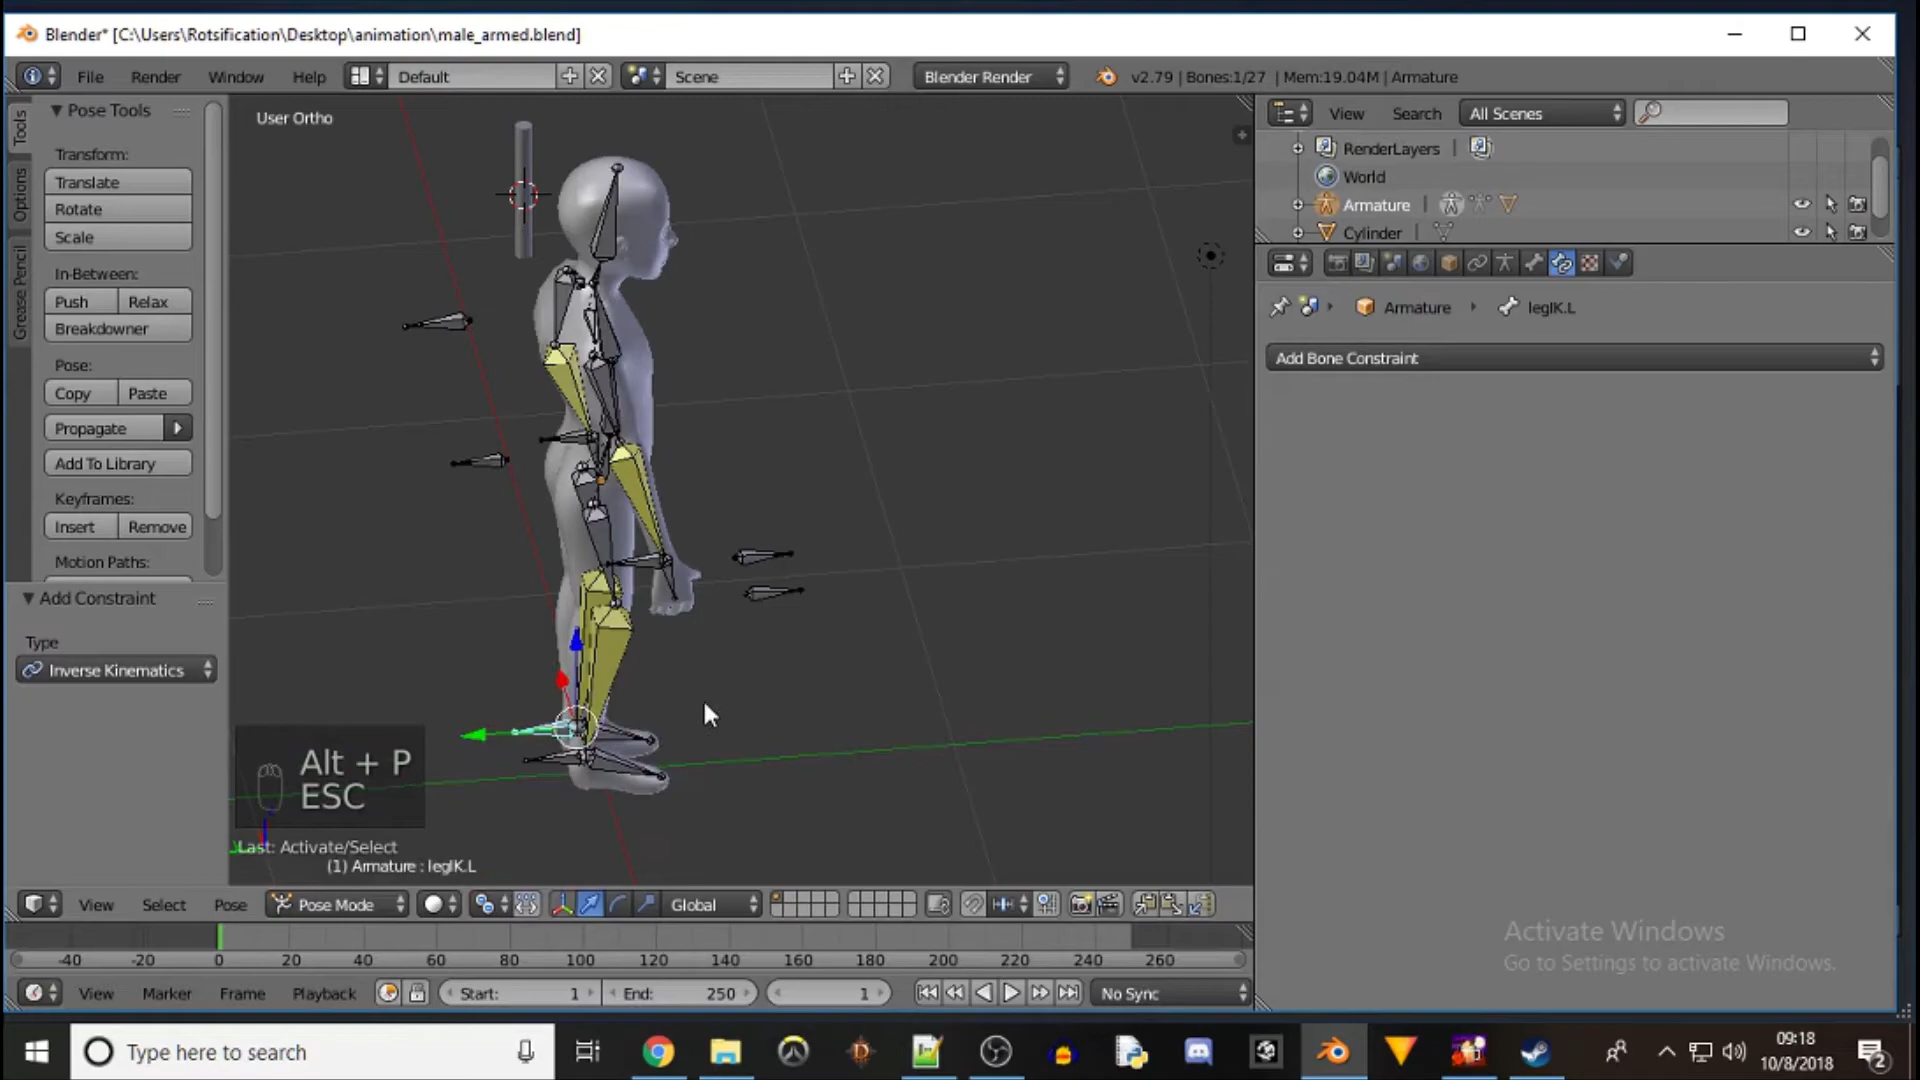 Blender* [C:\Users\Rotsification\Desktop\animation\male_armed.blend]
File Render Window Help Default Scene Blender Render v2.79 | Bones:1/27 | Mem:19.04M | Armature
Tools
Options
Grease Pencil
Pose Tools
Transform:
Translate
Rotate
Scale
In-Between:
Push Relax
Breakdowner
Pose:
Copy Paste
Propagate
Add To Library
Keyframes:
Insert Remove
Motion Paths:
Add Constraint
Type
Inverse Kinematics
User Ortho
Alt + P
ESC
Last: Activate/Select
(1) Armature : legIK.L
View Search All Scenes
RenderLayers
World
Armature
Cylinder
Armature legIK.L
Add Bone Constraint
View Select Pose Pose Mode Global
-40 -20 0 20 40 60 80 100 120 140 160 180 200 220 240 260
View Marker Frame Playback Start: 1 End: 250 1 No Sync
Activate Windows
Go to Settings to activate Windows.
Type here to search
09:18
10/8/2018
2